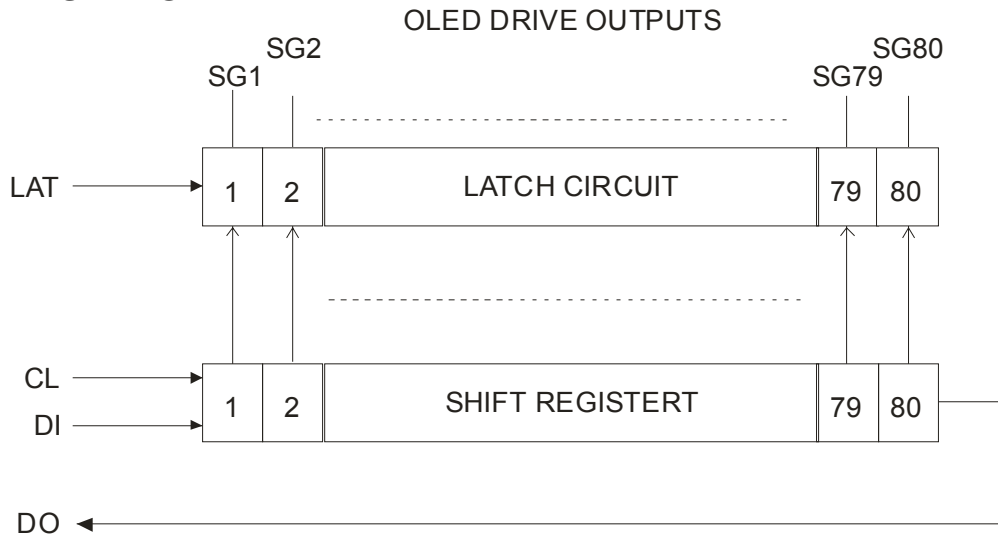 OLED DRIVE OUTPUTS
SG1 SG2 SG79 SG80
LAT 1 2 LATCH CIRCUIT 79 80
CL
DI
1 2 SHIFT REGISTERT 79 80
DO